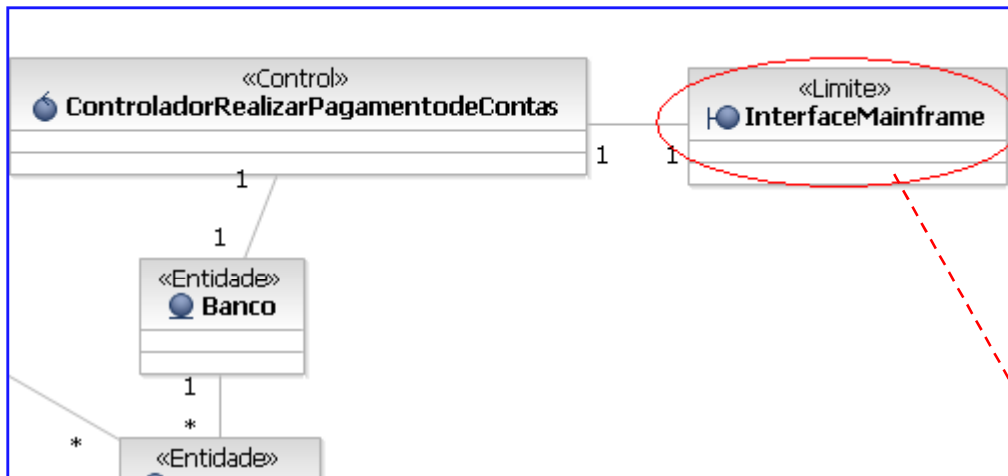 «Control»
ControladorRealizarPagamentodeContas
«Limite»
InterfaceMainframe
1
1
1
1
«Entidade»
Banco
1
*
*
«Entidade»